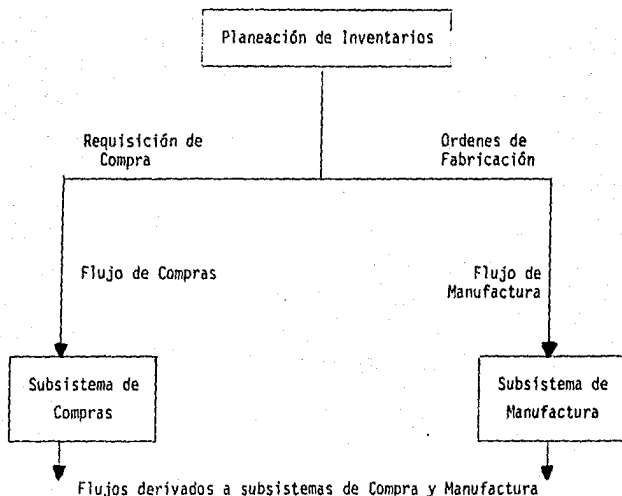 Planeación de Inventarios
Requisición de
Compra
Ordenes de
Fabricación
Flujo de Compras
Flujo de
Manufactura
Subsistema de
Compras
Subsistema de
Manufactura
Flujos derivados a subsistemas de Compra y Manufactura